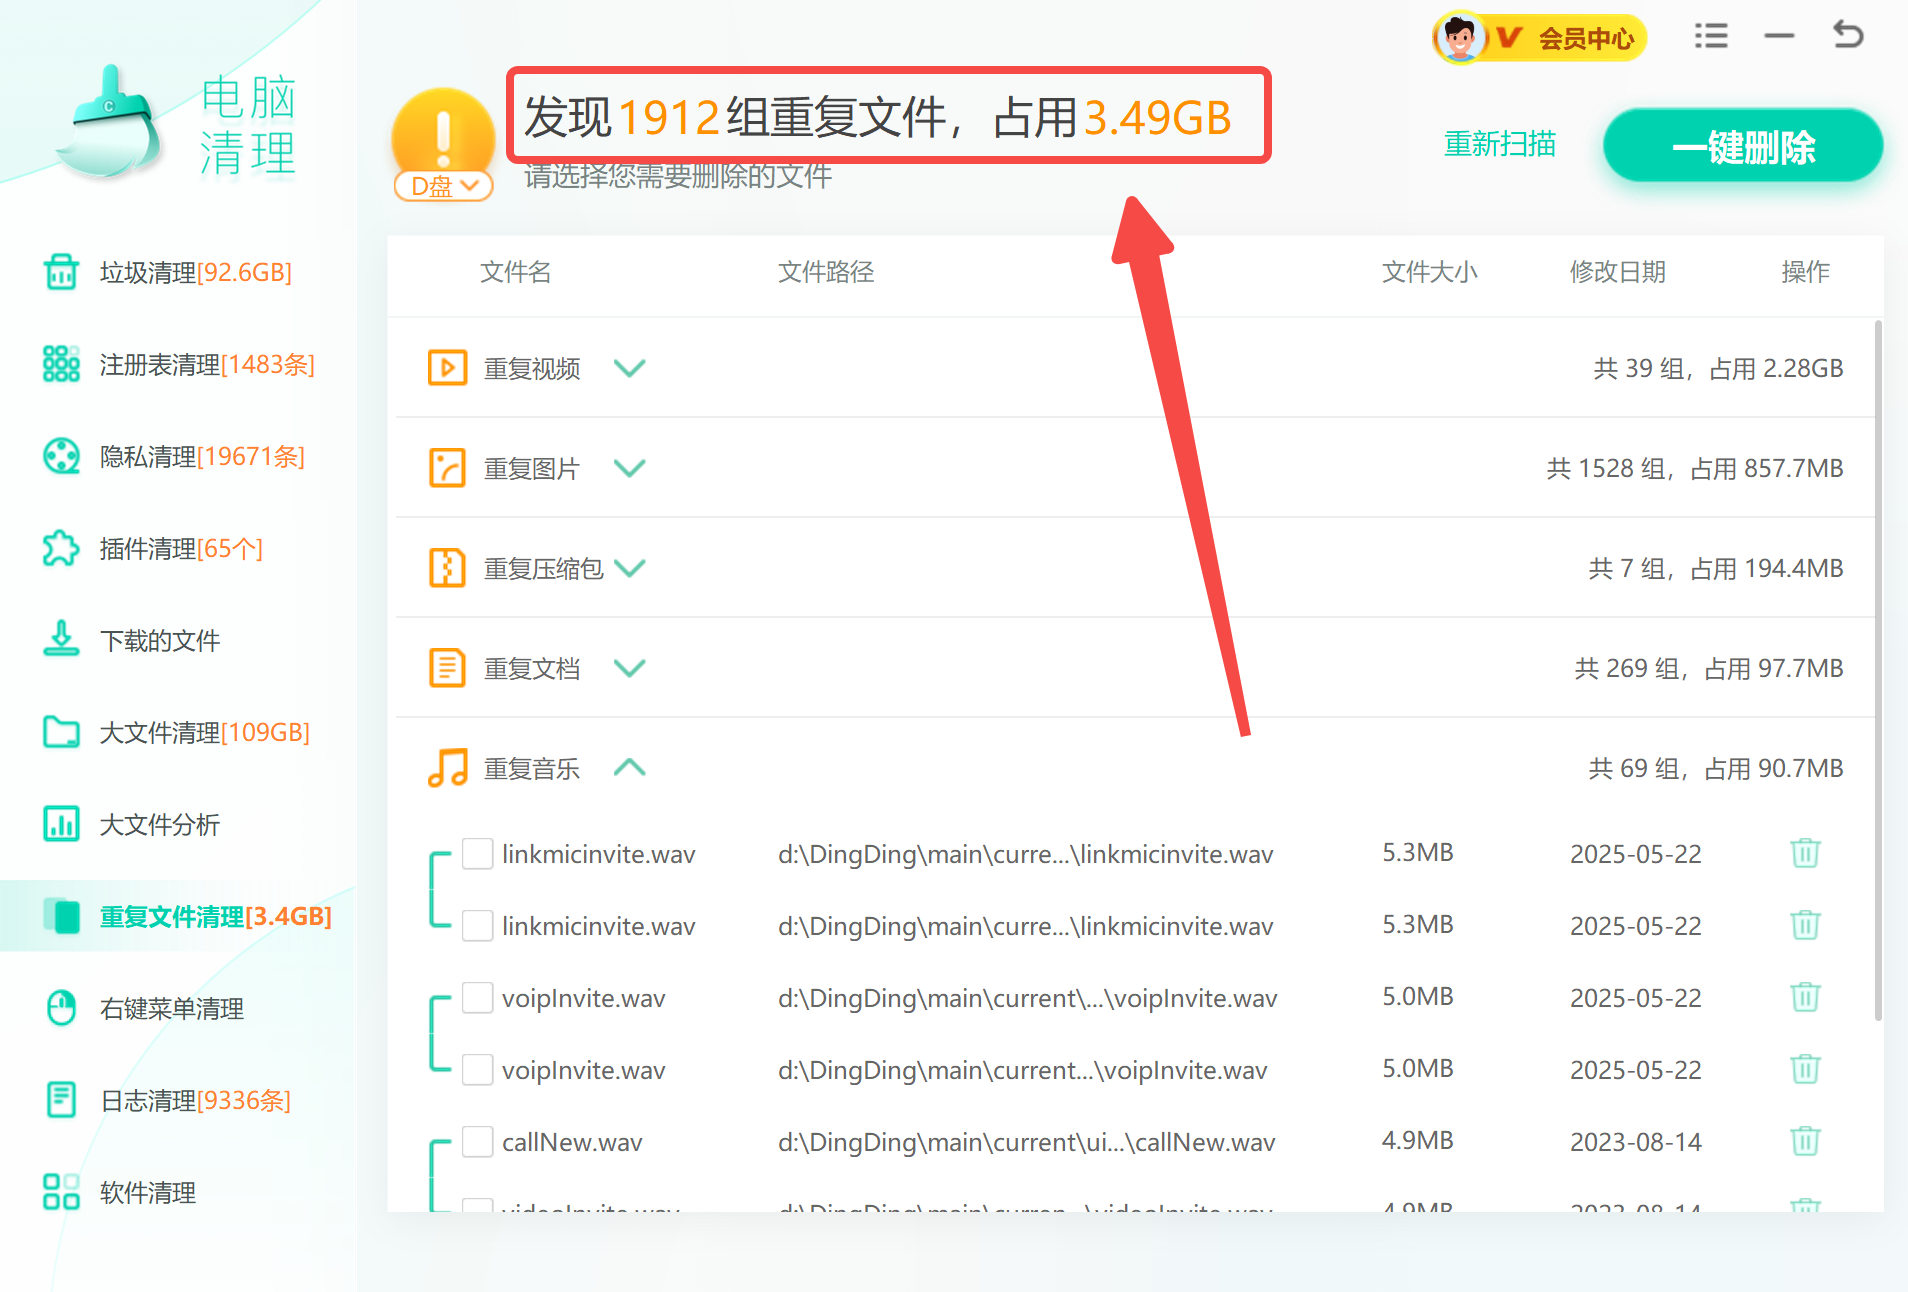 会员中心
电脑
清理
发现1912组重复文件，占用3.49GB
D盘
请选择您需要删除的文件
重新扫描
一键删除
垃圾清理[92.6GB]
注册表清理[1483条]
隐私清理[19671条]
插件清理[65个]
下载的文件
大文件清理[109GB]
大文件分析
重复文件清理[3.4GB]
右键菜单清理
日志清理[9336条]
软件清理
文件名 文件路径 文件大小 修改日期 操作
重复视频 共 39 组，占用 2.28GB
重复图片 共 1528 组，占用 857.7MB
重复压缩包 共 7 组，占用 194.4MB
重复文档 共 269 组，占用 97.7MB
重复音乐 共 69 组，占用 90.7MB
linkmicinvite.wav d:\DingDing\main\curre...\linkmicinvite.wav 5.3MB 2025-05-22
linkmicinvite.wav d:\DingDing\main\curre...\linkmicinvite.wav 5.3MB 2025-05-22
voipInvite.wav d:\DingDing\main\current\...\voipInvite.wav 5.0MB 2025-05-22
voipInvite.wav d:\DingDing\main\current...\voipInvite.wav 5.0MB 2025-05-22
callNew.wav d:\DingDing\main\current\ui...\callNew.wav 4.9MB 2023-08-14
videoInvite.wav d:\DingDing\main\curren...\videoInvite.wav 4.9MB 2023-08-14